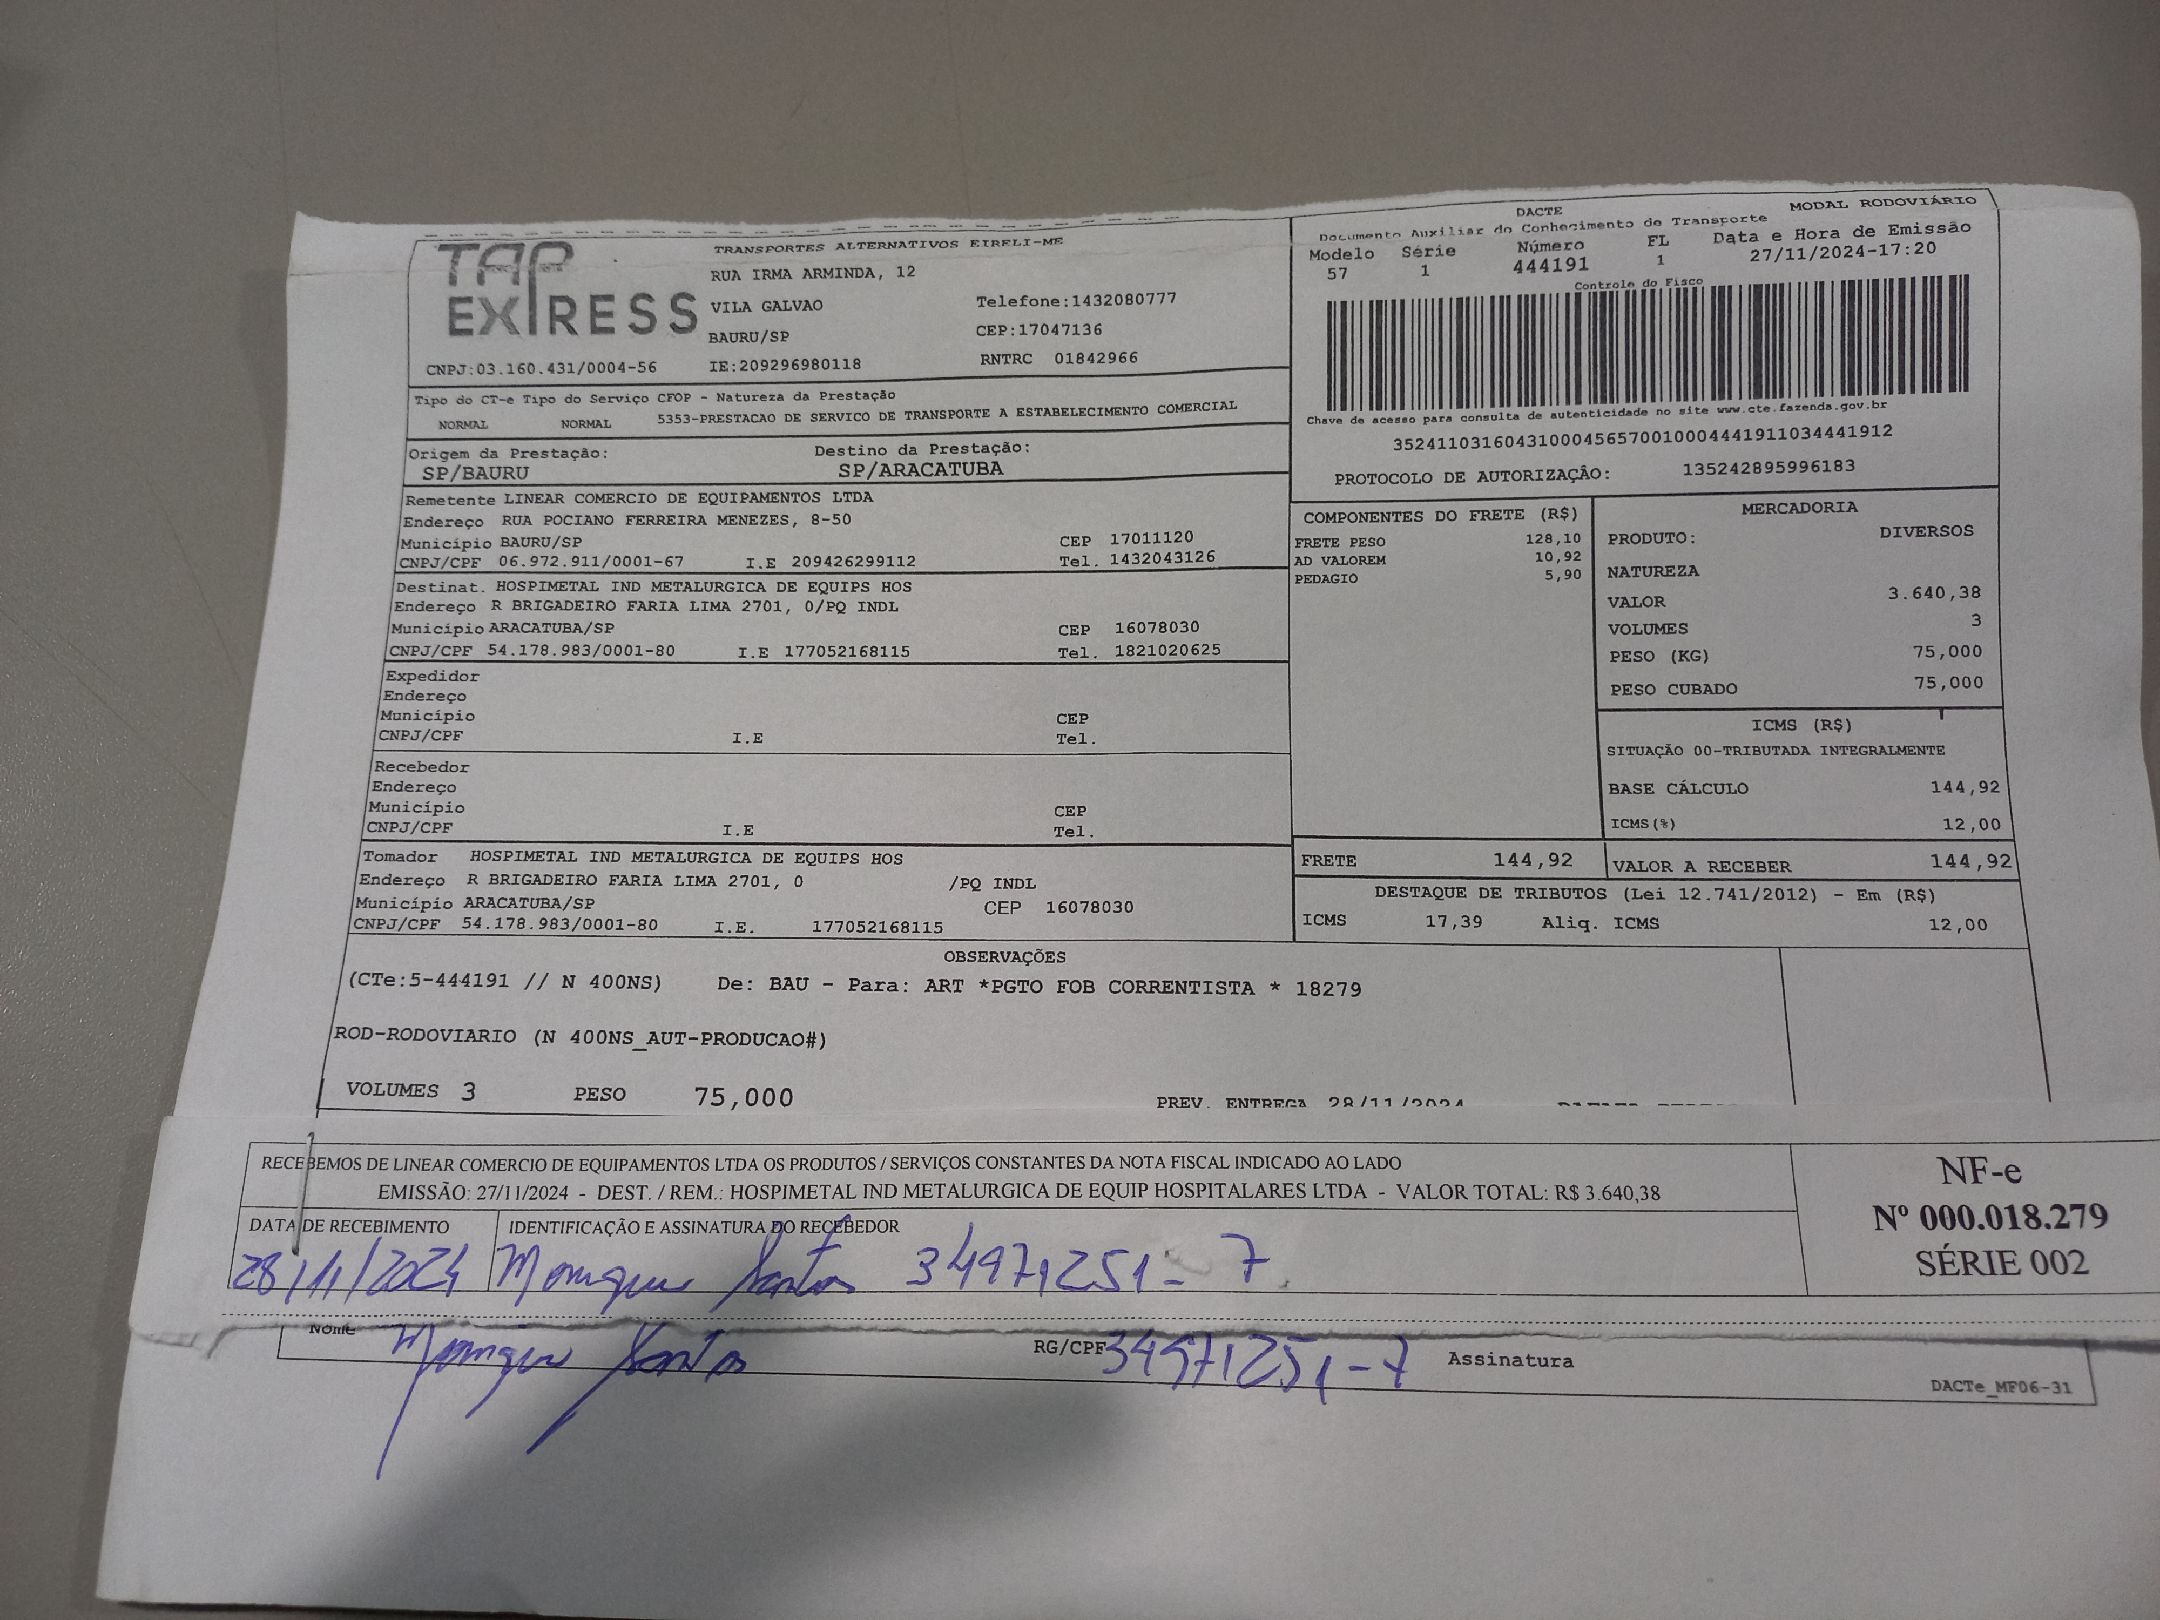 TAP EXPRESS
TRANSPORTES ALTERNATIVOS EIRELI-ME
RUA IRMA ARMINDA, 12
VILA GALVAO Telefone:1432080777
BAURU/SP CEP:17047136
CNPJ:03.160.431/0004-56 IE:209296980118 RNTRC 01842966
Tipo do CT-e Tipo do Serviço CFOP - Natureza da Prestação
NORMAL NORMAL 5353-PRESTACAO DE SERVICO DE TRANSPORTE A ESTABELECIMENTO COMERCIAL
Origem da Prestação: Destino da Prestação:
SP/BAURU SP/ARACATUBA
Remetente LINEAR COMERCIO DE EQUIPAMENTOS LTDA
Endereço RUA POCIANO FERREIRA MENEZES, 8-50
Município BAURU/SP CEP 17011120
CNPJ/CPF 06.972.911/0001-67 I.E 209426299112 Tel. 1432043126
Destinat. HOSPIMETAL IND METALURGICA DE EQUIPS HOS
Endereço R BRIGADEIRO FARIA LIMA 2701, 0/PQ INDL
Município ARACATUBA/SP CEP 16078030
CNPJ/CPF 54.178.983/0001-80 I.E 177052168115 Tel. 1821020625
Expedidor
Endereço
Município CEP
CNPJ/CPF I.E Tel.
Recebedor
Endereço
Município CEP
CNPJ/CPF I.E Tel.
Tomador HOSPIMETAL IND METALURGICA DE EQUIPS HOS
Endereço R BRIGADEIRO FARIA LIMA 2701, 0 /PQ INDL
Município ARACATUBA/SP CEP 16078030
CNPJ/CPF 54.178.983/0001-80 I.E. 177052168115
DACTE MODAL RODOVIÁRIO
Documento Auxiliar do Conhecimento de Transporte
Modelo Série Número FL Data e Hora de Emissão
57 1 444191 1 27/11/2024-17:20
Controle do Fisco
Chave de acesso para consulta de autenticidade no site www.cte.fazenda.gov.br
35241103160431000456570010004441911034441912
PROTOCOLO DE AUTORIZAÇÂO: 135242895996183
COMPONENTES DO FRETE (R$)
FRETE PESO 128,10
AD VALOREM 10,92
PEDAGIO 5,90
MERCADORIA
PRODUTO: DIVERSOS
NATUREZA
VALOR 3.640,38
VOLUMES 3
PESO (KG) 75,000
PESO CUBADO 75,000
ICMS (R$)
SITUAÇÃO 00-TRIBUTADA INTEGRALMENTE
BASE CÁLCULO 144,92
ICMS(%) 12,00
FRETE 144,92 VALOR A RECEBER 144,92
DESTAQUE DE TRIBUTOS (Lei 12.741/2012) - Em (R$)
ICMS 17,39 Aliq. ICMS 12,00
OBSERVAÇÕES
(CTe:5-444191 // N 400NS) De: BAU - Para: ART *PGTO FOB CORRENTISTA * 18279
ROD-RODOVIARIO (N 400NS_AUT-PRODUCAO#)
VOLUMES 3 PESO 75,000 PREV. ENTREGA 28/11/2024
RECEBEMOS DE LINEAR COMERCIO DE EQUIPAMENTOS LTDA OS PRODUTOS / SERVIÇOS CONSTANTES DA NOTA FISCAL INDICADO AO LADO
EMISSÃO: 27/11/2024 - DEST. / REM.: HOSPIMETAL IND METALURGICA DE EQUIP HOSPITALARES LTDA - VALOR TOTAL: R$ 3.640,38
DATA DE RECEBIMENTO IDENTIFICAÇÃO E ASSINATURA DO RECEBEDOR
28/11/2024 Monique Santos 34971251-7
NF-e
Nº 000.018.279
SÉRIE 002
Nome Monique Santos RG/CPF 34971251-7 Assinatura
DACTe_MF06-31